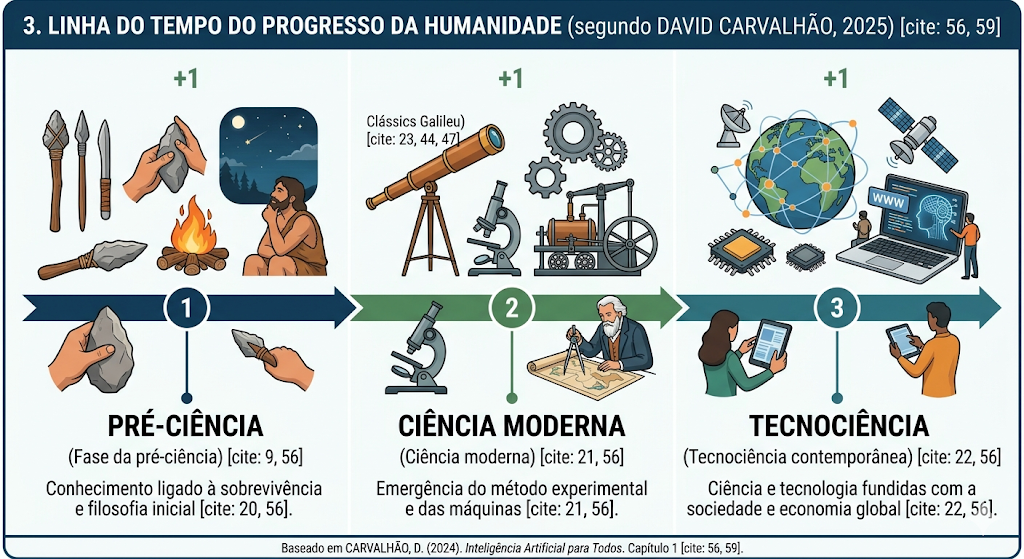 3. LINHA DO TEMPO DO PROGRESSO DA HUMANIDADE (segundo DAVID CARVALHÃO, 2025) [cite: 56, 59]
+1
+1
+1
Clássics Galileu)
[cite: 23, 44, 47]
WWW
1
2
3
PRÉ-CIÊNCIA
(Fase da pré-ciência) [cite: 9, 56]
Conhecimento ligado à sobrevivência
e filosofia inicial [cite: 20, 56].
CIÊNCIA MODERNA
(Ciência moderna) [cite: 21, 56]
Emergência do método experimental
e das máquinas [cite: 21, 56].
TECNOCIÊNCIA
(Tecnociência contemporânea) [cite: 22, 56]
Ciência e tecnologia fundidas com a
sociedade e economia global [cite: 22, 56].
Baseado em CARVALHÃO, D. (2024). Inteligência Artificial para Todos. Capítulo 1 [cite: 56, 59].